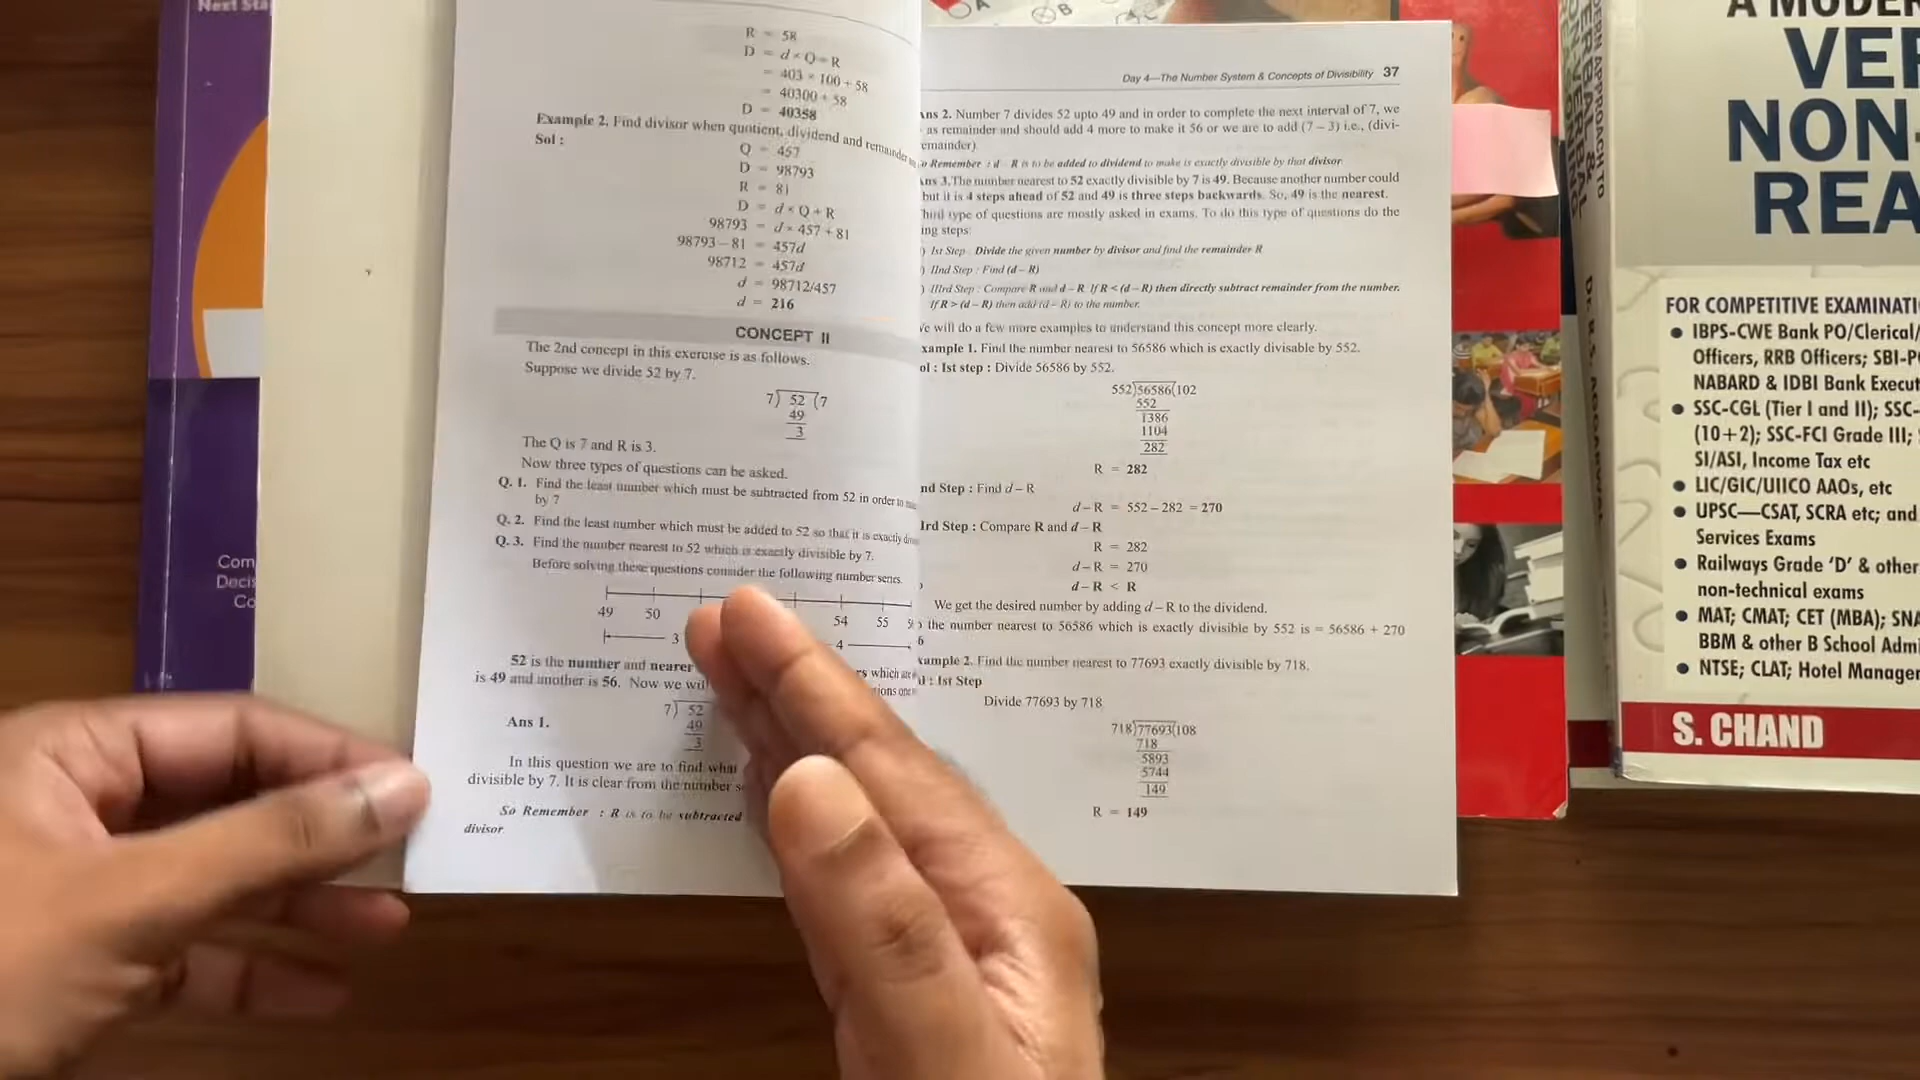 Next Sta
R = 58
D = d × Q + R
= 403 × 100 + 58
= 40300 + 58
D = 40358
Example 2. Find divisor when quotient, dividend and remainder
Sol :
Q = 457
D = 98793
R = 81
D = d × Q + R
98793 = d × 457 + 81
98793 – 81 = 457d
98712 = 457d
d = 98712/457
d = 216
CONCEPT II
The 2nd concept in this exercise is as follows.
Suppose we divide 52 by 7.
7) 52 (7
49
3
The Q is 7 and R is 3.
Now three types of questions can be asked.
Q. 1. Find the least number which must be subtracted from 52 in order to
by 7
Q. 2. Find the least number which must be added to 52 so that it is exactly
Q. 3. Find the number nearest to 52 which is exactly divisible by 7.
Before solving these questions consider the following number series.
49 50 54 55
3 4
52 is the number and nearer
rs which are
is 49 and another is 56. Now we wil
tions one
7) 52
Ans 1.
49
3
In this question we are to find what
divisible by 7. It is clear from the number s
So Remember : R is to be subtracted
divisor
Day 4—The Number System & Concepts of Divisibility 37
Ans 2. Number 7 divides 52 upto 49 and in order to complete the next interval of 7, we
as remainder and should add 4 more to make it 56 or we are to add (7 – 3) i.e., (divi-
emainder).
o Remember : d – R is to be added to dividend to make is exactly divisible by that divisor
Ans 3. The number nearest to 52 exactly divisible by 7 is 49. Because another number could
but it is 4 steps ahead of 52 and 49 is three steps backwards. So, 49 is the nearest.
hird type of questions are mostly asked in exams. To do this type of questions do the
ing steps:
) Ist Step : Divide the given number by divisor and find the remainder R
) IInd Step : Find (d – R)
) IIIrd Step : Compare R and d – R. If R < (d – R) then directly subtract remainder from the number.
If R > (d – R) then add (d – R) to the number.
e will do a few more examples to understand this concept more clearly.
xample 1. Find the number nearest to 56586 which is exactly divisable by 552.
ol : Ist step : Divide 56586 by 552.
552)56586(102
552
1386
1104
282
R = 282
nd Step : Find d – R
d – R = 552 – 282 = 270
Ird Step : Compare R and d – R
R = 282
d – R = 270
d – R < R
We get the desired number by adding d – R to the dividend.
the number nearest to 56586 which is exactly divisible by 552 is = 56586 + 270
6
xample 2. Find the number nearest to 77693 exactly divisible by 718.
l : Ist Step
Divide 77693 by 718
718)77693(108
718
5893
5744
149
R = 149
Com
Decis
Co
A B
A MODER
VER
NON-
REA
FOR COMPETITIVE EXAMINATI
• IBPS-CWE Bank PO/Clerical/
Officers, RRB Officers; SBI-P
NABARD & IDBI Bank Execut
• SSC-CGL (Tier I and II); SSC-
(10+2); SSC-FCI Grade III;
SI/ASI, Income Tax etc
• LIC/GIC/UIICO AAOs, etc
• UPSC—CSAT, SCRA etc; and
Services Exams
• Railways Grade 'D' & other
non-technical exams
• MAT; CMAT; CET (MBA); SNA
BBM & other B School Admi
• NTSE; CLAT; Hotel Manager
S. CHAND